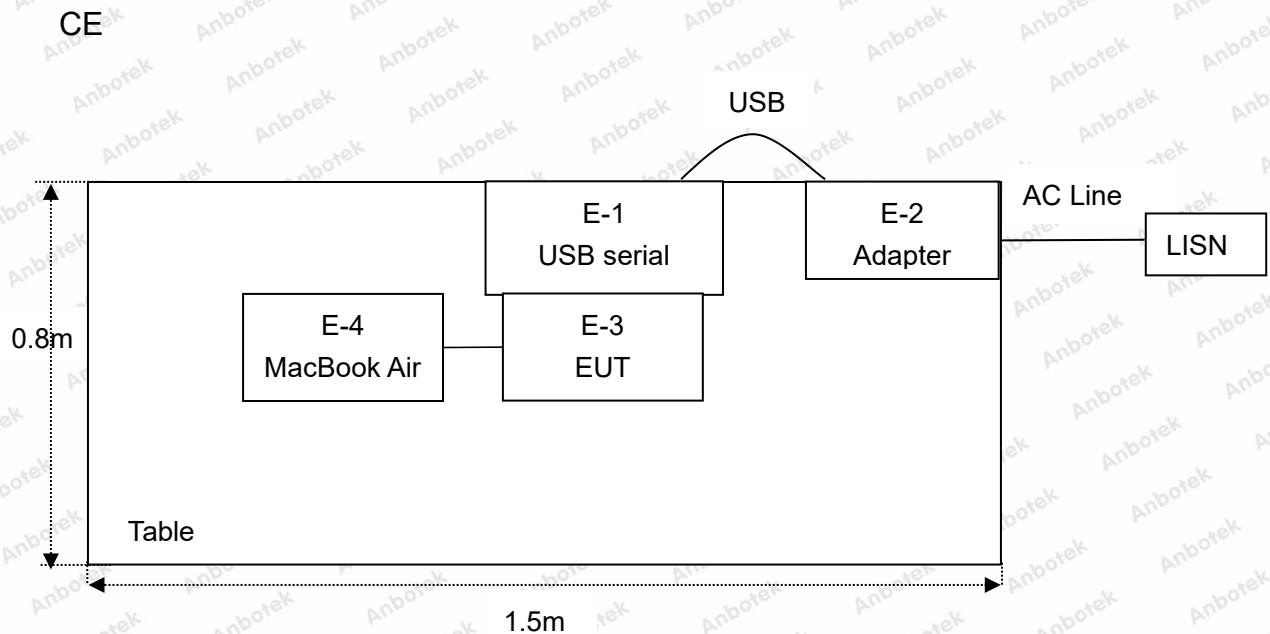 CE
USB
E-1
USB serial
E-2
Adapter
AC Line
LISN
E-4
MacBook Air
E-3
EUT
0.8m
Table
1.5m
Anbotek